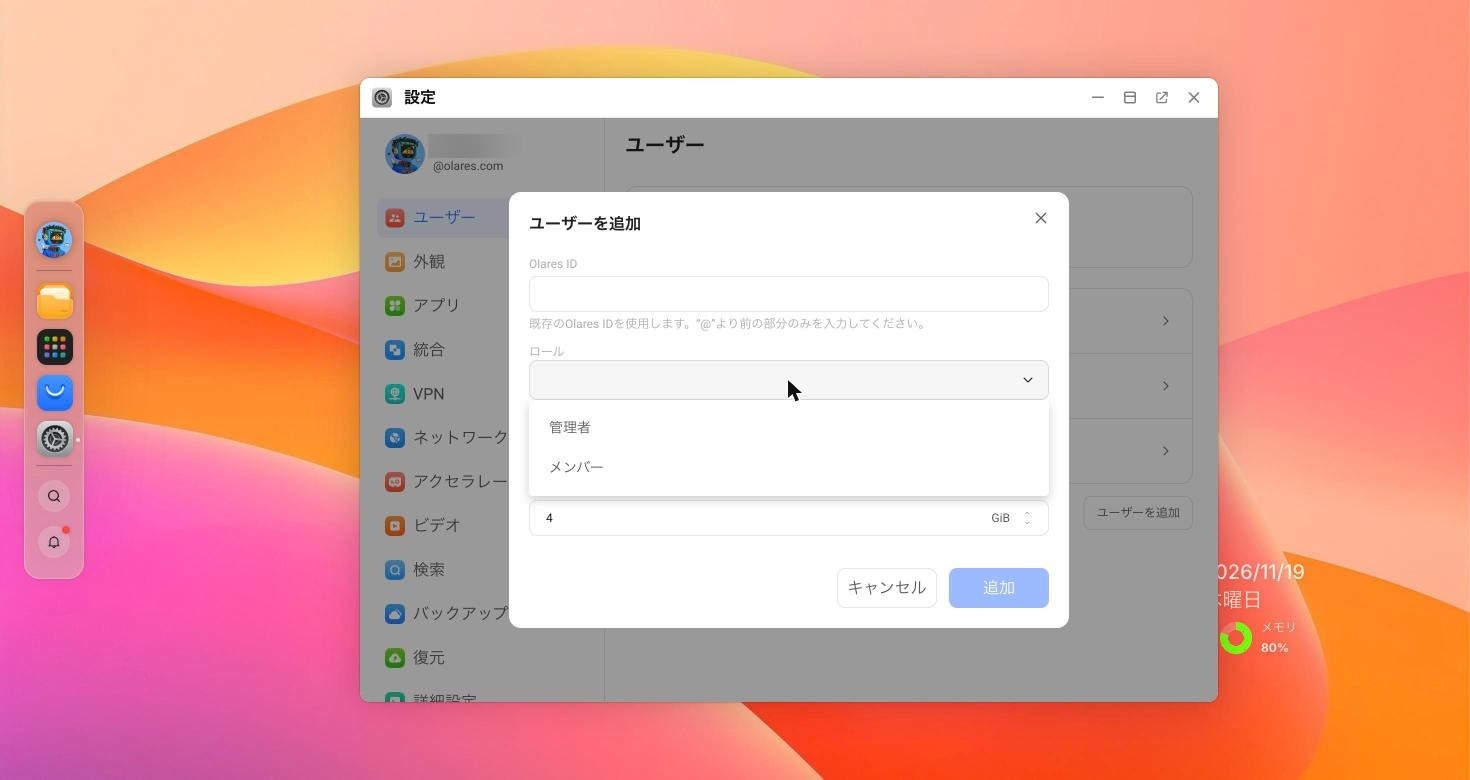 設定
@olares.com
ユーザー
外観
アプリ
統合
VPN
ネットワーク
アクセラレー
ビデオ
検索
バックアップ
復元
詳細設定
ユーザー
ユーザーを追加
ユーザーを追加
Olares ID
既存のOlares IDを使用します。“@”より前の部分のみを入力してください。
ロール
管理者
メンバー
4
GiB
キャンセル
追加
026/11/19
曜日
メモリ
80%